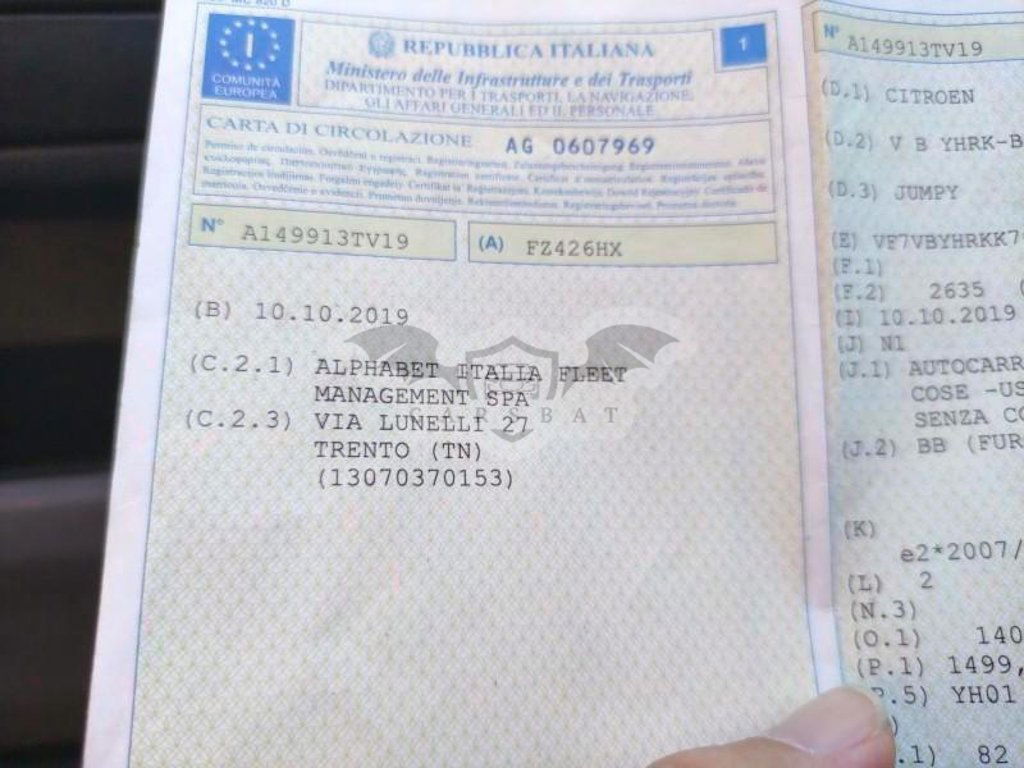 I
COMUNITÀ
EUROPEA
REPUBBLICA ITALIANA
1
Ministero delle Infrastrutture e dei Trasporti
DIPARTIMENTO PER I TRASPORTI, LA NAVIGAZIONE,
GLI AFFARI GENERALI ED IL PERSONALE
CARTA DI CIRCOLAZIONE AG 0607969
N° A149913TV19
(A) FZ426HX
(B) 10.10.2019
(C.2.1) ALPHABET ITALIA FLEET
MANAGEMENT SPA
(C.2.3) VIA LUNELLI 27
TRENTO (TN)
(13070370153)
CARSBAT
N° A149913TV19
(D.1) CITROEN
(D.2) V B YHRK-B
(D.3) JUMPY
(E) VF7VBYHRKK7
(F.1)
(F.2) 2635
(I) 10.10.2019
(J) N1
(J.1) AUTOCARR
COSE -US
SENZA C
(J.2) BB (FUR
(K)
e2*2007/
(L) 2
(N.3)
(O.1) 140
(P.1) 1499,
P.5) YH01
.1) 82